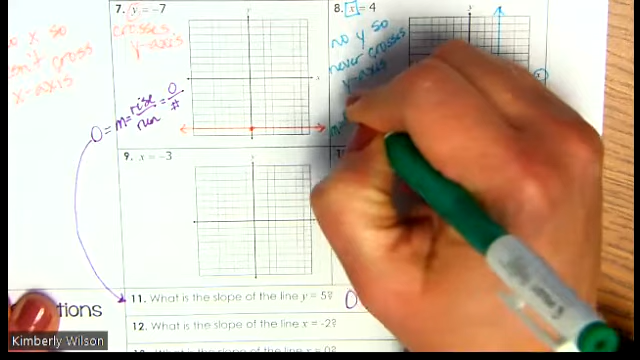 7. y = -7
8. x = 4
no x so
cross
x-axis
crosses
y-axis
no y so
never crosses
y-axis
0 = m = rise/run = 0/#
9. x = -3
11. What is the slope of the line y = 5? 0
12. What is the slope of the line x = -2?
Kimberly Wilson